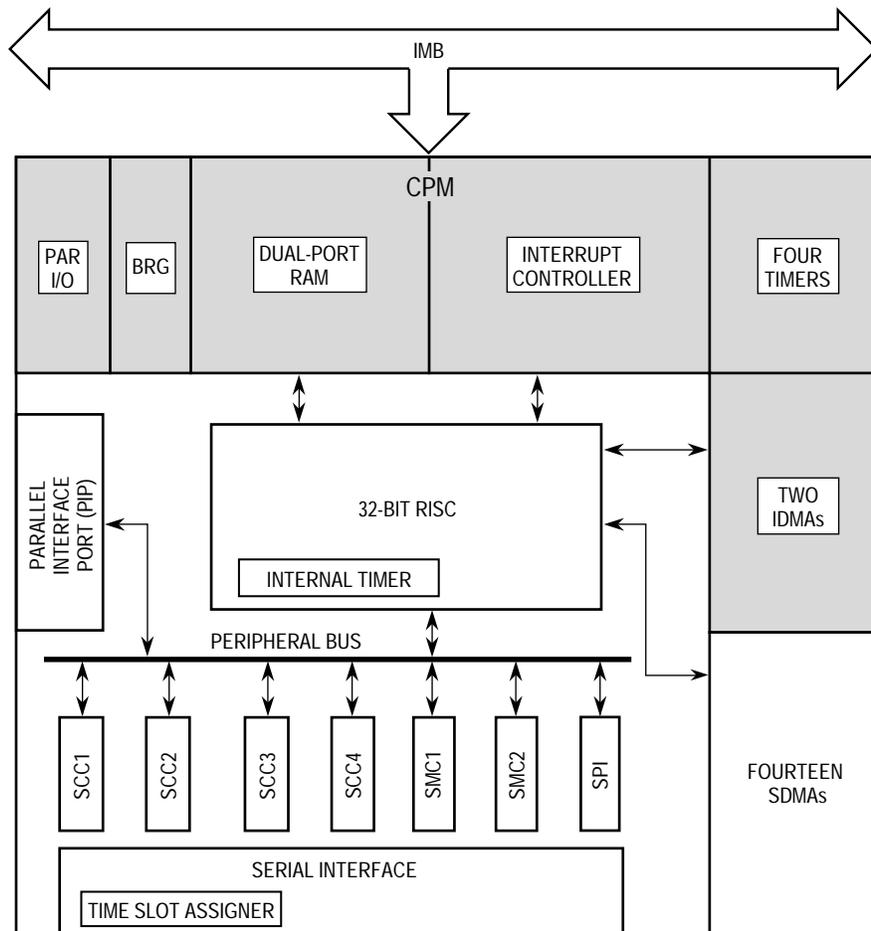 IMB
CPM
PAR
I/O
BRG
DUAL-PORT
RAM
INTERRUPT
CONTROLLER
FOUR
TIMERS
PARALLEL
INTERFACE
PORT (PIP)
32-BIT RISC
INTERNAL TIMER
TWO
IDMAs
PERIPHERAL BUS
SCC1
SCC2
SCC3
SCC4
SMC1
SMC2
SPI
FOURTEEN
SDMAs
SERIAL INTERFACE
TIME SLOT ASSIGNER